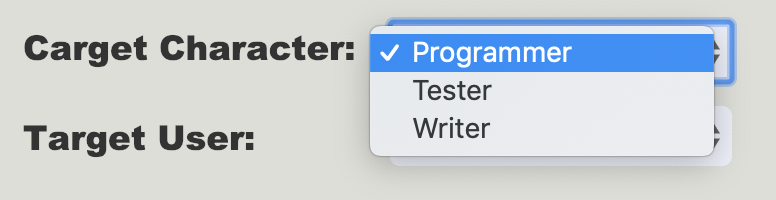 Carget Character:
✓ Programmer
Tester
Writer
Target User: